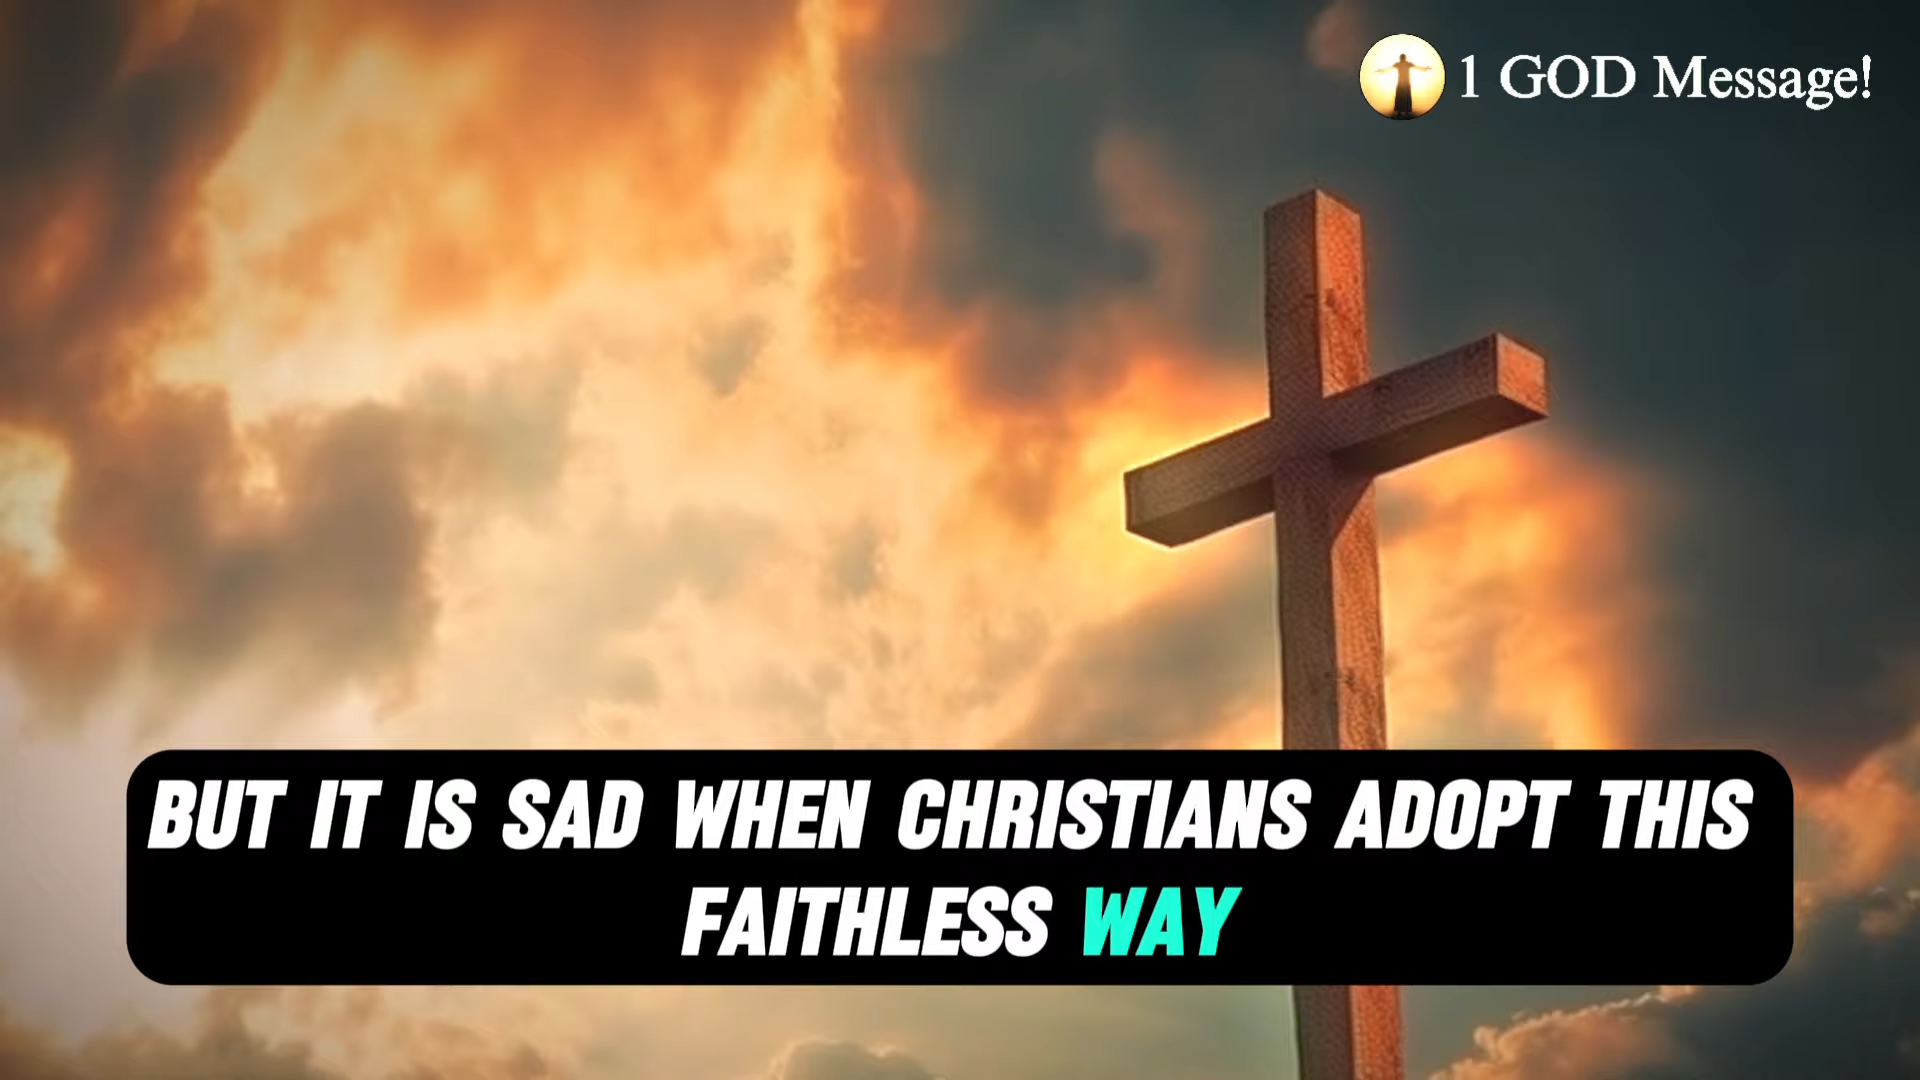 1 GOD Message!
BUT IT IS SAD WHEN CHRISTIANS ADOPT THIS
FAITHLESS WAY